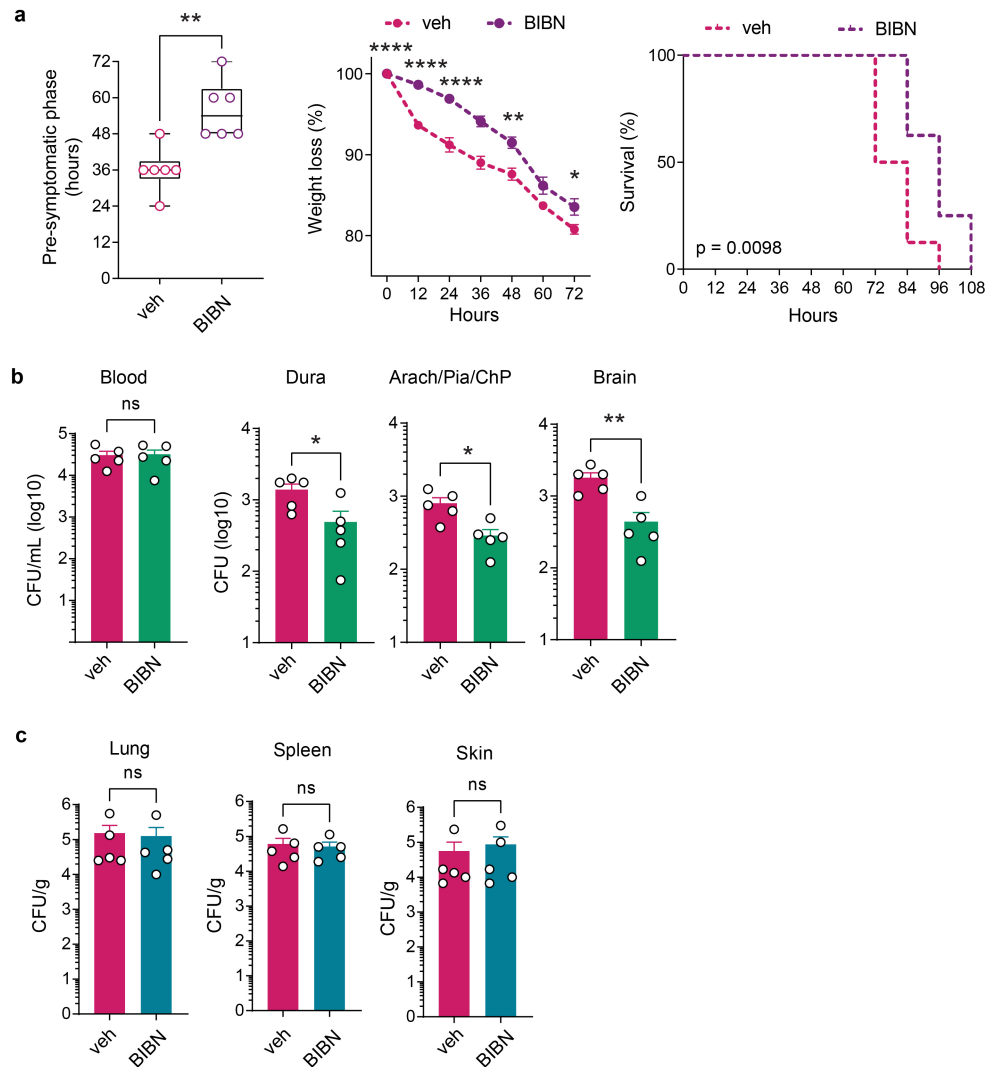 a
**
Pre-symptomatic phase
(hours)
72
60
48
36
24
12
0
veh
BIBN
veh
BIBN
****
****
****
**
*
Weight loss (%)
100
90
80
0 12 24 36 48 60 72
Hours
veh
BIBN
Survival (%)
100
50
0
p = 0.0098
0 12 24 36 48 60 72 84 96 108
Hours
b
Blood
ns
CFU/mL (log10)
5
4
3
2
1
veh
BIBN
Dura
*
CFU (log10)
4
3
2
1
veh
BIBN
Arach/Pia/ChP
*
4
3
2
1
veh
BIBN
Brain
**
4
3
2
1
veh
BIBN
c
Lung
ns
CFU/g
6
5
4
3
2
1
0
veh
BIBN
Spleen
ns
CFU/g
6
5
4
3
2
1
0
veh
BIBN
Skin
ns
CFU/g
6
5
4
3
2
1
0
veh
BIBN